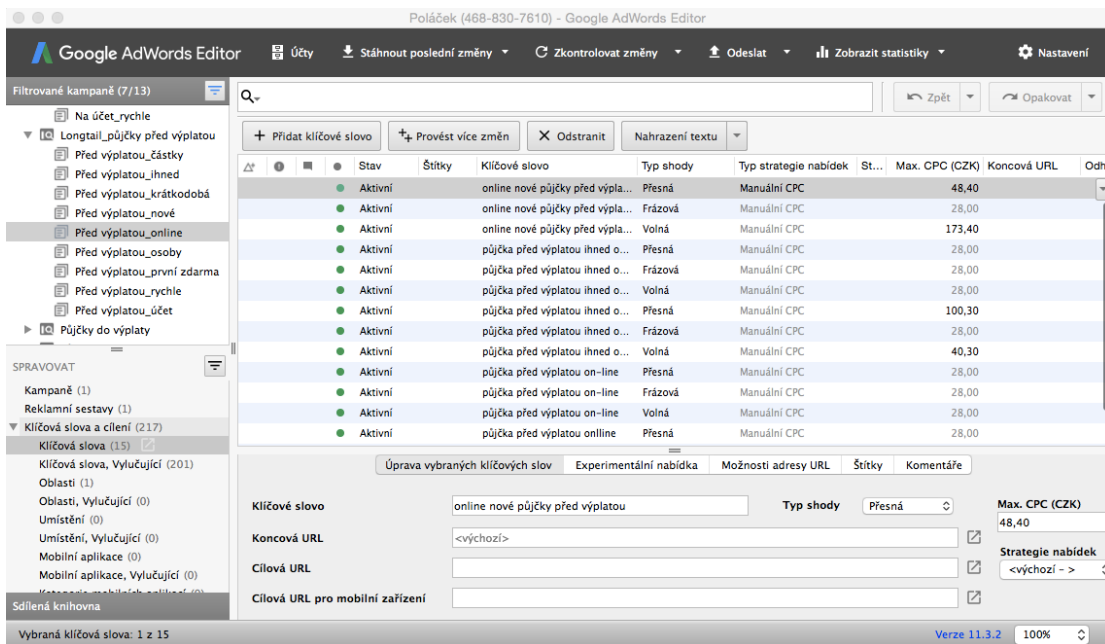 Poláček (468-830-7610) - Google AdWords Editor
Google AdWords Editor Účty Stáhnout poslední změny Zkontrolovat změny Odeslat Zobrazit statistiky Nastavení
Filtrované kampaně (7/13)
Na účet_rychle
Longtail_půjčky před výplatou
Před výplatou_částky
Před výplatou_ihned
Před výplatou_krátkodobá
Před výplatou_nové
Před výplatou_online
Před výplatou_osoby
Před výplatou_první zdarma
Před výplatou_rychle
Před výplatou_účet
Půjčky do výplaty
SPRAVOVAT
Kampaně (1)
Reklamní sestavy (1)
Klíčová slova a cílení (217)
Klíčová slova (15)
Klíčová slova, Vylučující (201)
Oblasti (1)
Oblasti, Vylučující (0)
Umístění (0)
Umístění, Vylučující (0)
Mobilní aplikace (0)
Mobilní aplikace, Vylučující (0)
Sdílená knihovna
Zpět Opakovat
+ Přidat klíčové slovo Provést více změn Odstranit Nahrazení textu
Stav Štítky Klíčové slovo Typ shody Typ strategie nabídek St... Max. CPC (CZK) Koncová URL Odh
Aktivní online nové půjčky před výpla... Přesná Manuální CPC 48,40
Aktivní online nové půjčky před výpla... Frázová Manuální CPC 28,00
Aktivní online nové půjčky před výpla... Volná Manuální CPC 173,40
Aktivní půjčka před výplatou ihned o... Přesná Manuální CPC 28,00
Aktivní půjčka před výplatou ihned o... Frázová Manuální CPC 28,00
Aktivní půjčka před výplatou ihned o... Volná Manuální CPC 28,00
Aktivní půjčka před výplatou ihned o... Přesná Manuální CPC 100,30
Aktivní půjčka před výplatou ihned o... Frázová Manuální CPC 28,00
Aktivní půjčka před výplatou ihned o... Volná Manuální CPC 40,30
Aktivní půjčka před výplatou on-line Přesná Manuální CPC 28,00
Aktivní půjčka před výplatou on-line Frázová Manuální CPC 28,00
Aktivní půjčka před výplatou on-line Volná Manuální CPC 28,00
Aktivní půjčka před výplatou onlline Přesná Manuální CPC 28,00
Úprava vybraných klíčových slov Experimentální nabídka Možnosti adresy URL Štítky Komentáře
Klíčové slovo online nové půjčky před výplatou Typ shody Přesná
Koncová URL <výchozí>
Cílová URL
Cílová URL pro mobilní zařízení
Max. CPC (CZK)
48,40
Strategie nabídek
<výchozí - >
Vybraná klíčová slova: 1 z 15 Verze 11.3.2 100%